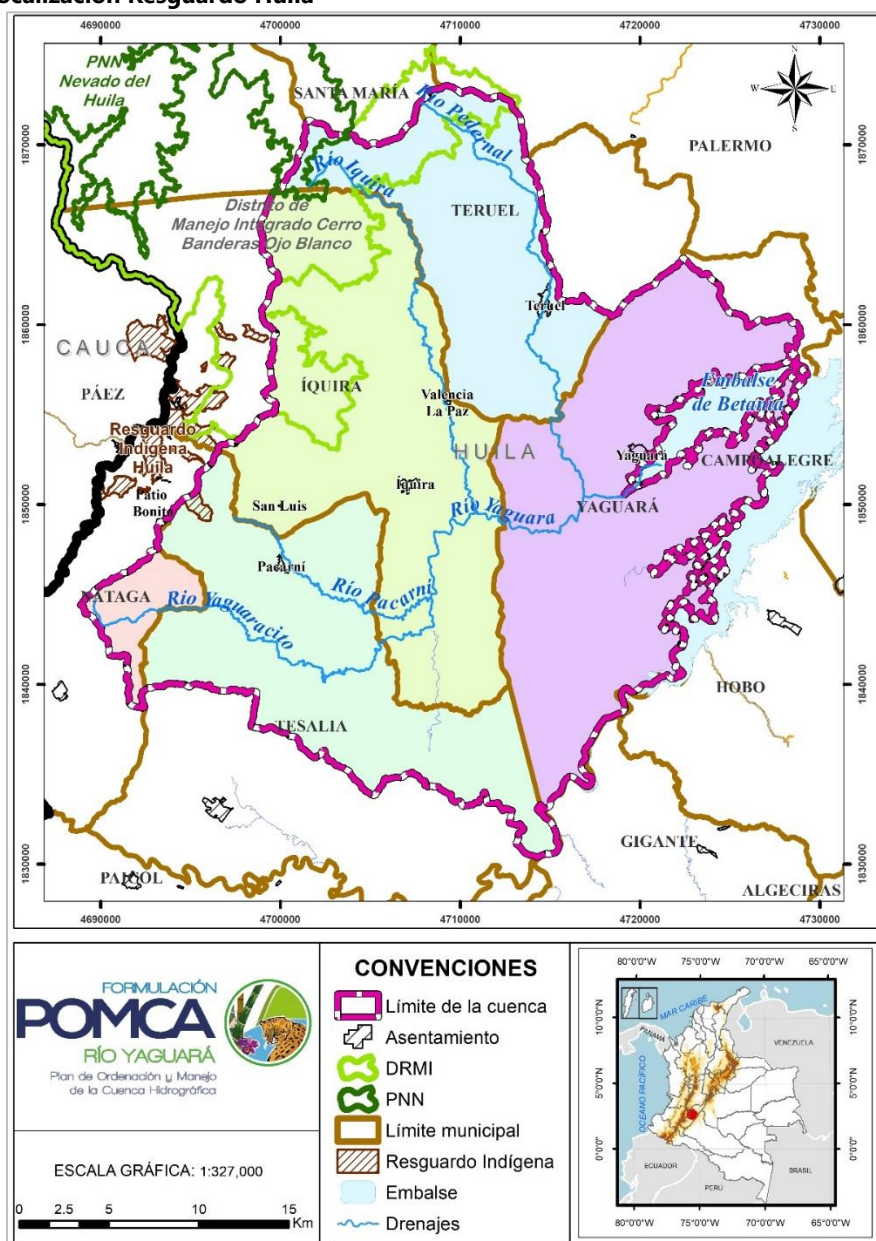 ocalización Resguardo Huila
4690000
4700000
4710000
4720000
4730000
PNN
Nevado del
Huila
SANTA MARÍA
Río Pedernal
N
W
E
S
1870000
1870000
PALERMO
Río Iquira
TERUEL
Distrito de
Manejo Integrado Cerro
Banderas Ojo Blanco
Teruel
1860000
1860000
CAUCA
PÁEZ
ÍQUIRA
Valencia
La Paz
Embalse
de Betania
HUILA
Yaguará
CAMPOALEGRE
Resguardo
Indígena
Huila
Patio
Bonito
San Luis
Íquira
1850000
1850000
Río Yaguara
YAGUARÁ
Pacarní
Río Pacarni
NÁTAGA
Río Yaguaracito
1840000
1840000
HOBO
TESALIA
GIGANTE
1830000
1830000
PAICOL
ALGECIRAS
4690000
4700000
4710000
4720000
4730000
FORMULACIÓN
POMCA
RÍO YAGUARÁ
Plan de Ordenación y Manejo
de la Cuenca Hidrográfica
ESCALA GRÁFICA: 1:327,000
0 2.5 5 10 15
Km
CONVENCIONES
Límite de la cuenca
Asentamiento
DRMI
PNN
Límite municipal
Resguardo Indígena
Embalse
Drenajes
80°0'0"W 75°0'0"W 70°0'0"W 65°0'0"W
10°0'0"N
10°0'0"N
5°0'0"N
5°0'0"N
0°0'0"
0°0'0"
MAR CARIBE
PANAMÁ
VENEZUELA
OCEANO PACÍFICO
ECUADOR
PERÚ
BRASIL
80°0'0"W 75°0'0"W 70°0'0"W 65°0'0"W